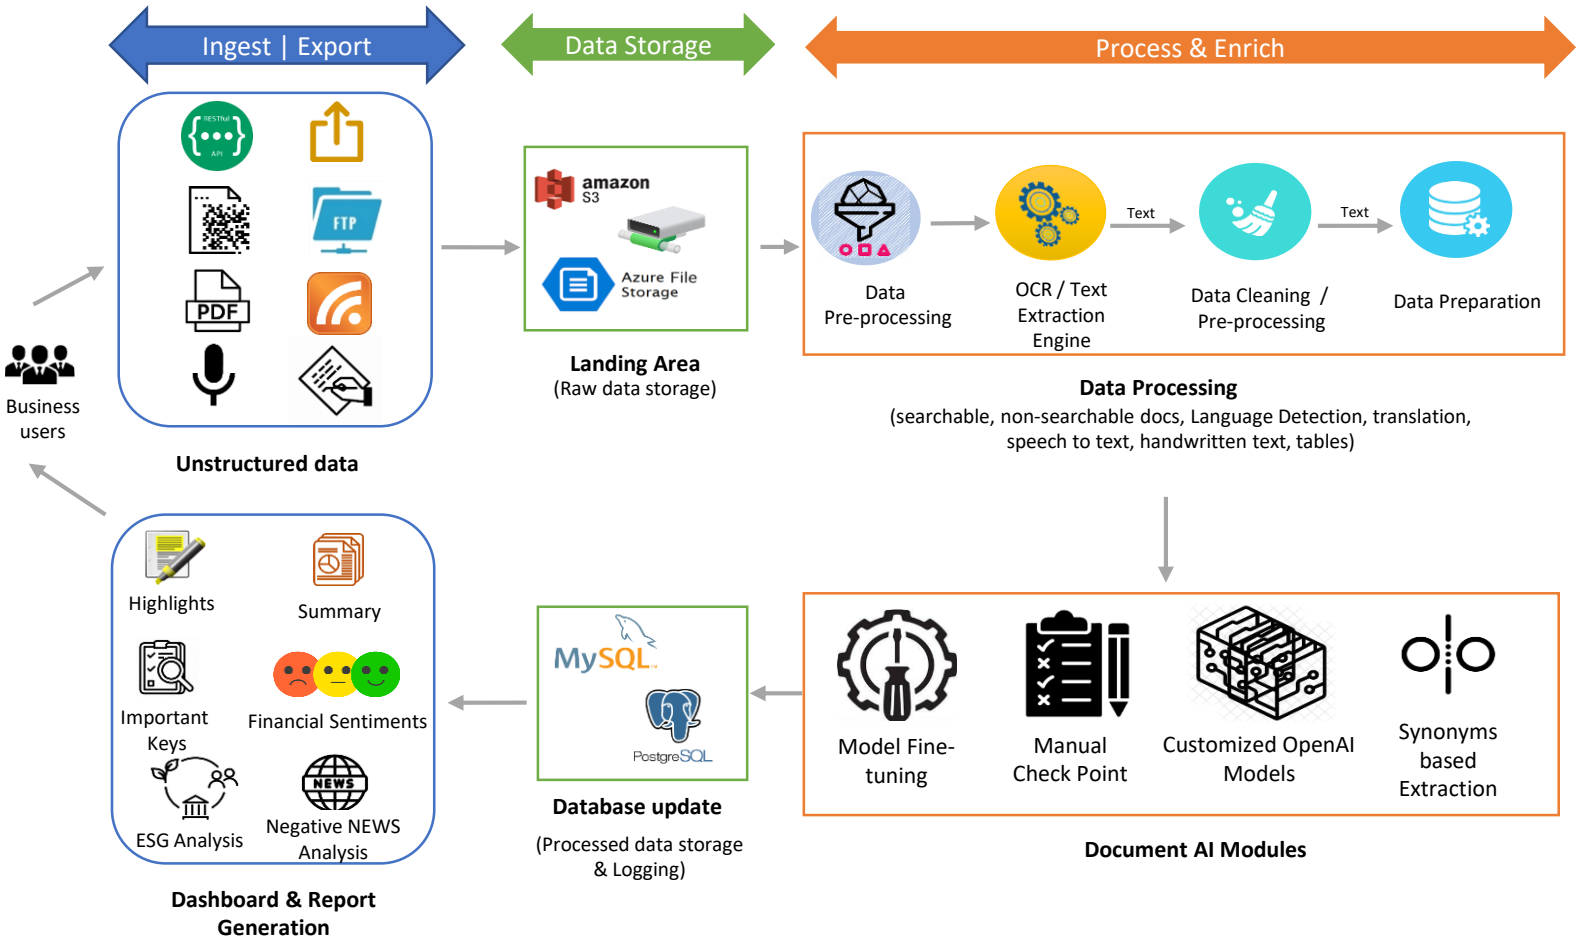 Ingest | Export
Data Storage
Process & Enrich
RESTful
API
FTP
PDF
Business
users
Unstructured data
amazon
S3
Azure File
Storage
Landing Area
(Raw data storage)
Data
Pre-processing
OCR / Text
Extraction
Engine
Text
Data Cleaning /
Pre-processing
Text
Data Preparation
Data Processing
(searchable, non-searchable docs, Language Detection, translation,
speech to text, handwritten text, tables)
Highlights
Summary
Important
Keys
Financial Sentiments
ESG Analysis
NEWS
Negative NEWS
Analysis
Dashboard & Report
Generation
MySQL™
PostgreSQL
Database update
(Processed data storage
& Logging)
Model Fine-
tuning
Manual
Check Point
Customized OpenAI
Models
Synonyms
based
Extraction
Document AI Modules